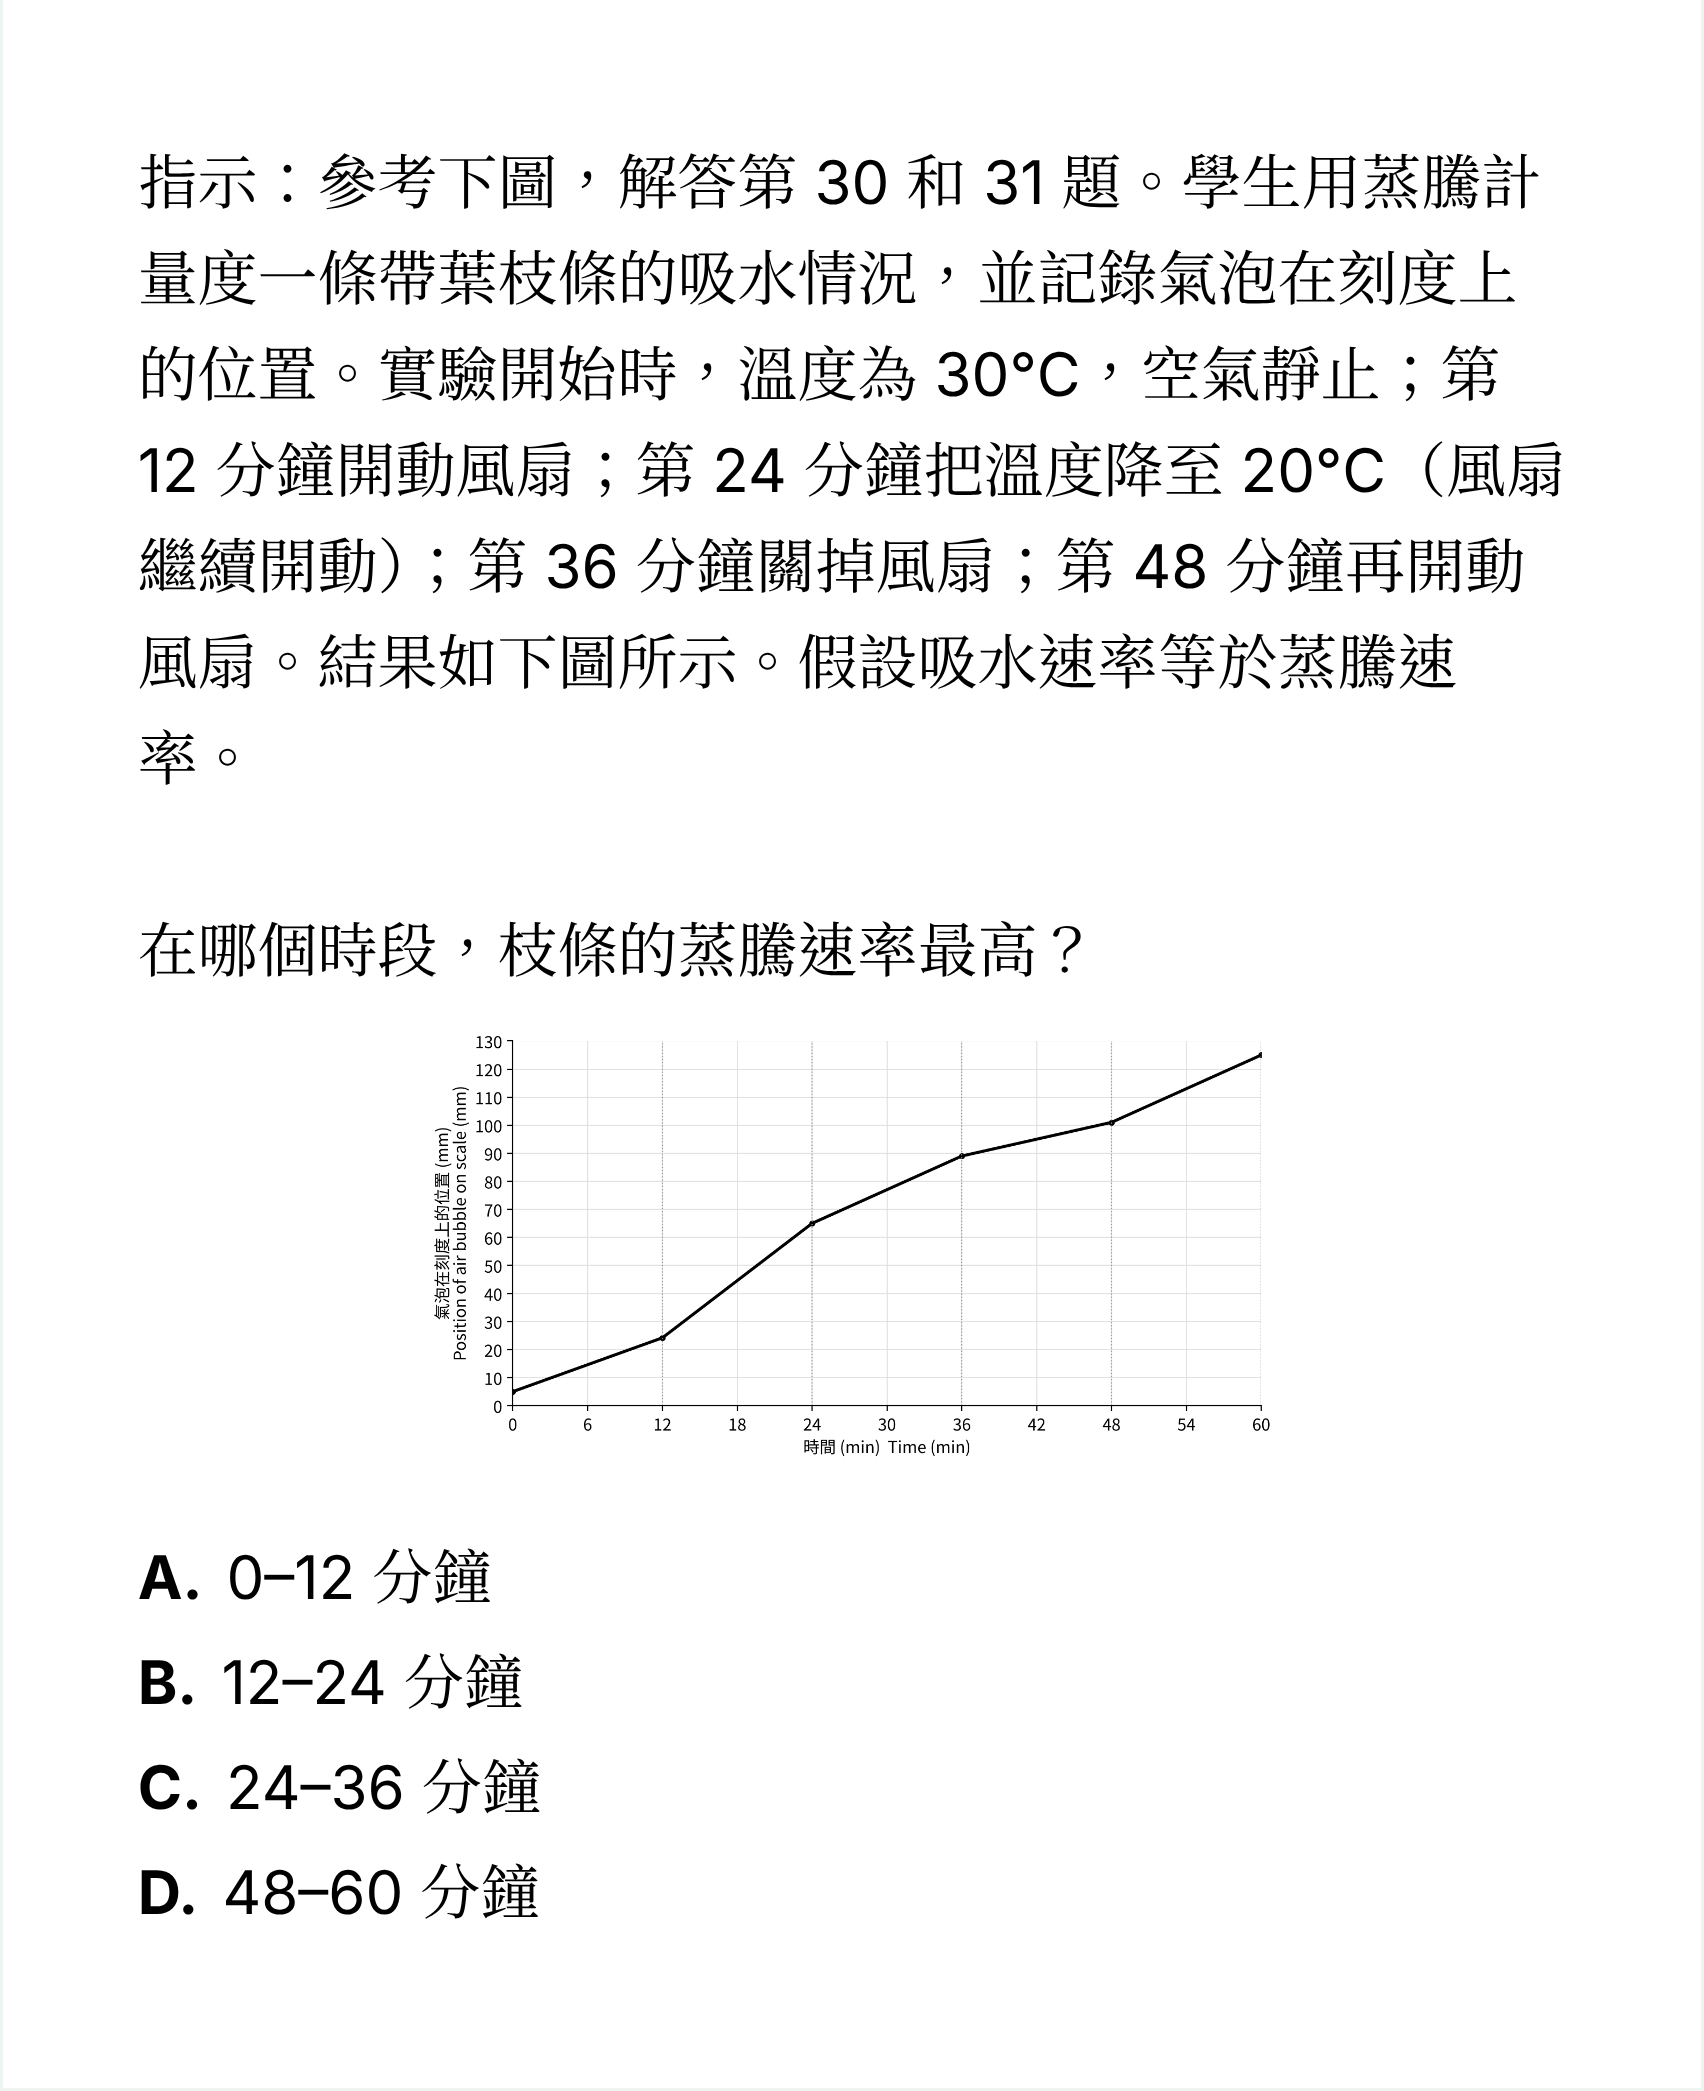 指示：參考下圖，解答第 30 和 31 題。學生用蒸騰計
量度一條帶葉枝條的吸水情況，並記錄氣泡在刻度上
的位置。實驗開始時，溫度為 30°C，空氣靜止；第
12 分鐘開動風扇；第 24 分鐘把溫度降至 20°C（風扇
繼續開動）；第 36 分鐘關掉風扇；第 48 分鐘再開動
風扇。結果如下圖所示。假設吸水速率等於蒸騰速
率。
在哪個時段，枝條的蒸騰速率最高？
氣泡在刻度上的位置 (mm)
Position of air bubble on scale (mm)
130
120
110
100
90
80
70
60
50
40
30
20
10
0
0 6 12 18 24 30 36 42 48 54 60
時間 (min) Time (min)
A. 0–12 分鐘
B. 12–24 分鐘
C. 24–36 分鐘
D. 48–60 分鐘